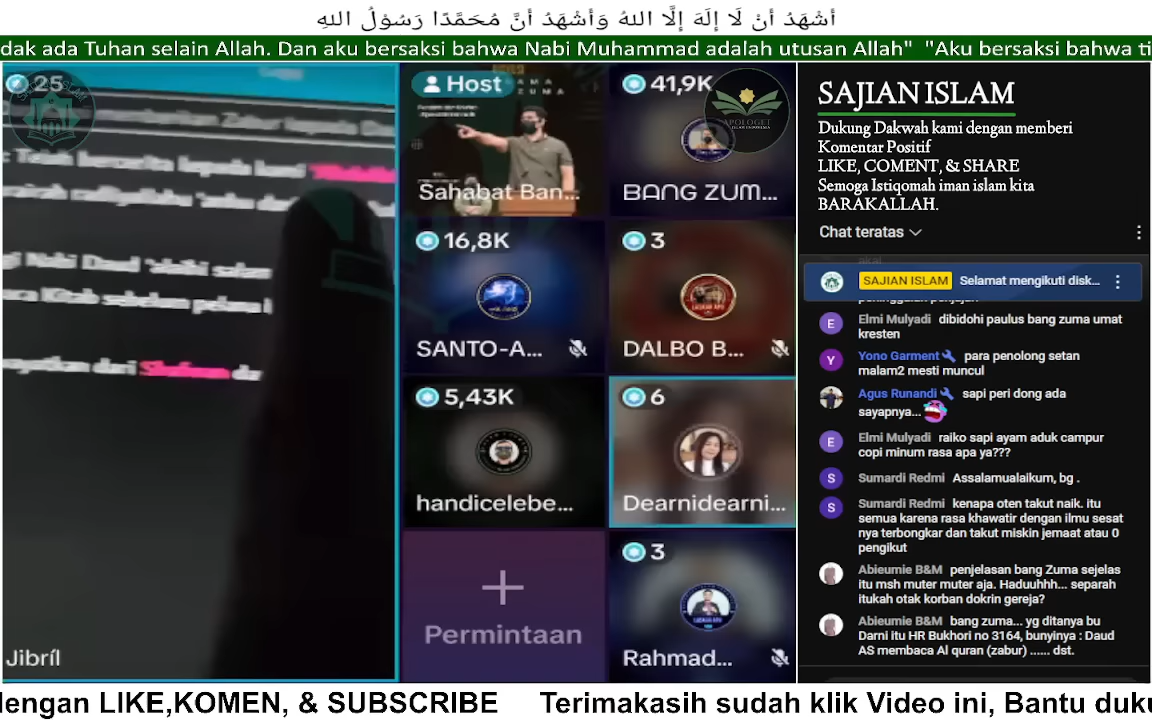 أشْهَدُ أنْ لَا إلَهَ إلَّا اللهُ وَأشْهَدُ أنَّ مُحَمَّدًا رَسُوْلُ اللهِ
dak ada Tuhan selain Allah. Dan aku bersaksi bahwa Nabi Muhammad adalah utusan Allah" "Aku bersaksi bahwa ti
25
Jibríl
Host
Sahabat Ban...
41,9K
APOLOGET
BANG ZUM...
16,8K
SANTO-A...
3
DALBO B...
5,43K
handicelebe...
6
Dearnidearni...
Permintaan
3
Rahmad...
SAJIAN ISLAM
Dukung Dakwah kami dengan memberi
Komentar Positif
LIKE, COMENT, & SHARE
Semoga Istiqomah iman islam kita
BARAKALLAH.
Chat teratas
SAJIAN ISLAM Selamat mengikuti disk...
Elmi Mulyadi dibidohi paulus bang zuma umat
kresten
Yono Garment para penolong setan
malam2 mesti muncul
Agus Runandi sapi peri dong ada
sayapnya...
Elmi Mulyadi raiko sapi ayam aduk campur
copi minum rasa apa ya???
Sumardi Redmi Assalamualaikum, bg .
Sumardi Redmi kenapa oten takut naik. itu
semua karena rasa khawatir dengan ilmu sesat
nya terbongkar dan takut miskin jemaat atau 0
pengikut
Abieumie B&M penjelasan bang Zuma sejelas
itu msh muter muter aja. Haduuhhh... separah
itukah otak korban dokrin gereja?
Abieumie B&M bang zuma... yg ditanya bu
Darni itu HR Bukhori no 3164, bunyinya : Daud
AS membaca Al quran (zabur) ...... dst.
dengan LIKE,KOMEN, & SUBSCRIBE Terimakasih sudah klik Video ini, Bantu duku